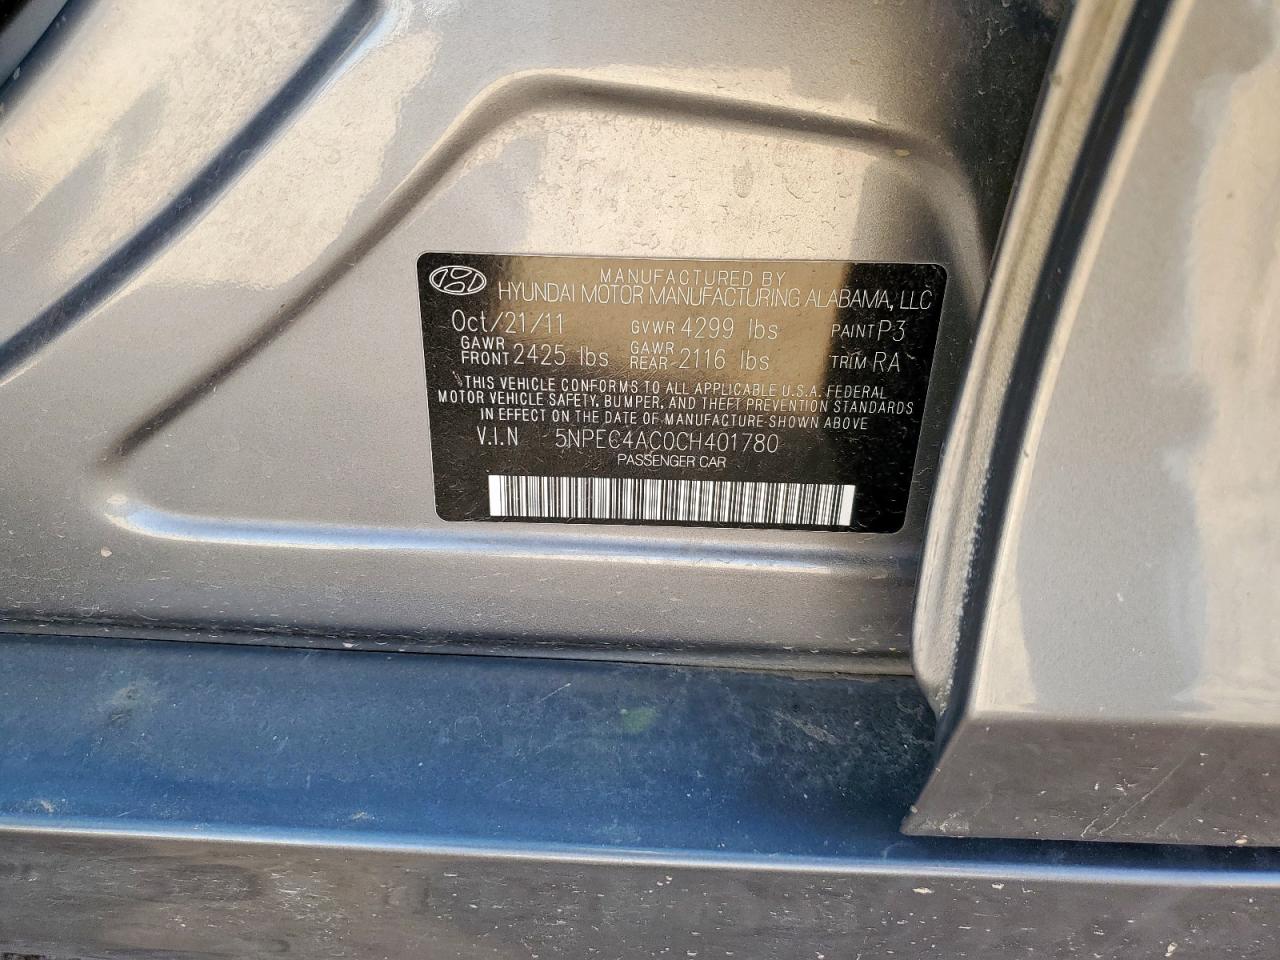 MANUFACTURED BY
HYUNDAI MOTOR MANUFACTURING ALABAMA, LLC
Oct/21/11 GVWR 4299 lbs PAINT P3
GAWR FRONT 2425 lbs GAWR REAR 2116 lbs TRIM RA
THIS VEHICLE CONFORMS TO ALL APPLICABLE U.S.A. FEDERAL
MOTOR VEHICLE SAFETY, BUMPER, AND THEFT PREVENTION STANDARDS
IN EFFECT ON THE DATE OF MANUFACTURE SHOWN ABOVE
V.I.N 5NPEC4AC0CH401780
PASSENGER CAR